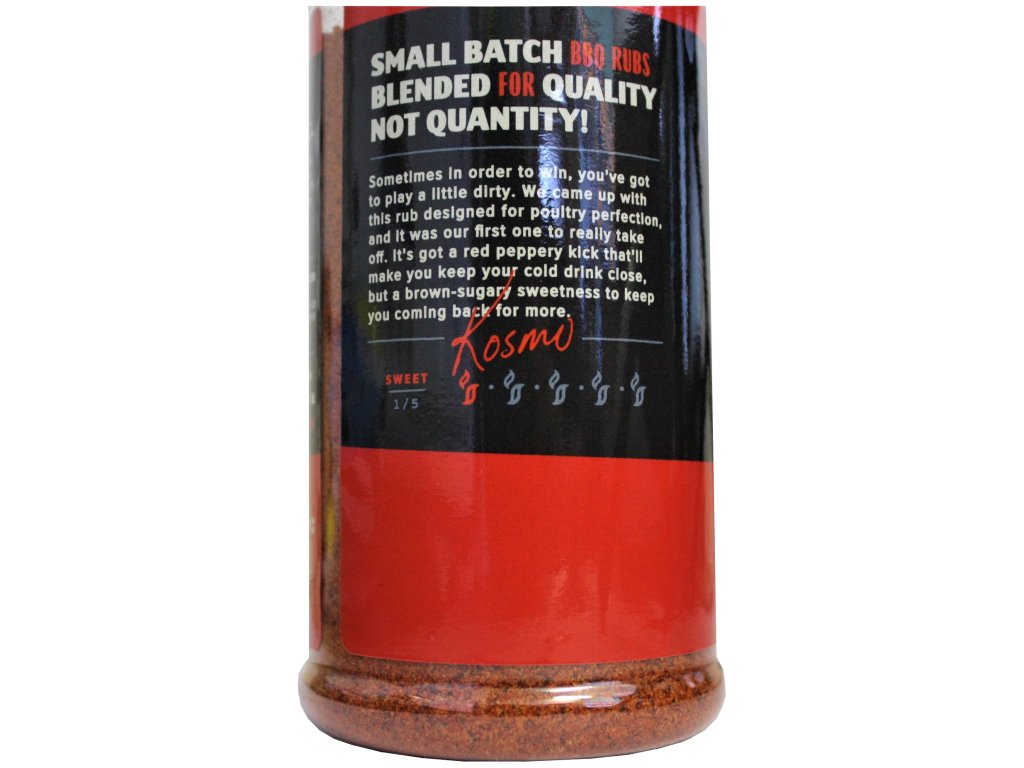 SMALL BATCH BBQ RUBS
BLENDED FOR QUALITY
NOT QUANTITY!
Sometimes in order to win, you've got
to play a little dirty. We came up with
this rub designed for poultry perfection,
and it was our first one to really take
off. It's got a red peppery kick that'll
make you keep your cold drink close,
but a brown-sugary sweetness to keep
you coming back for more.
Kosmo
SWEET
1/5